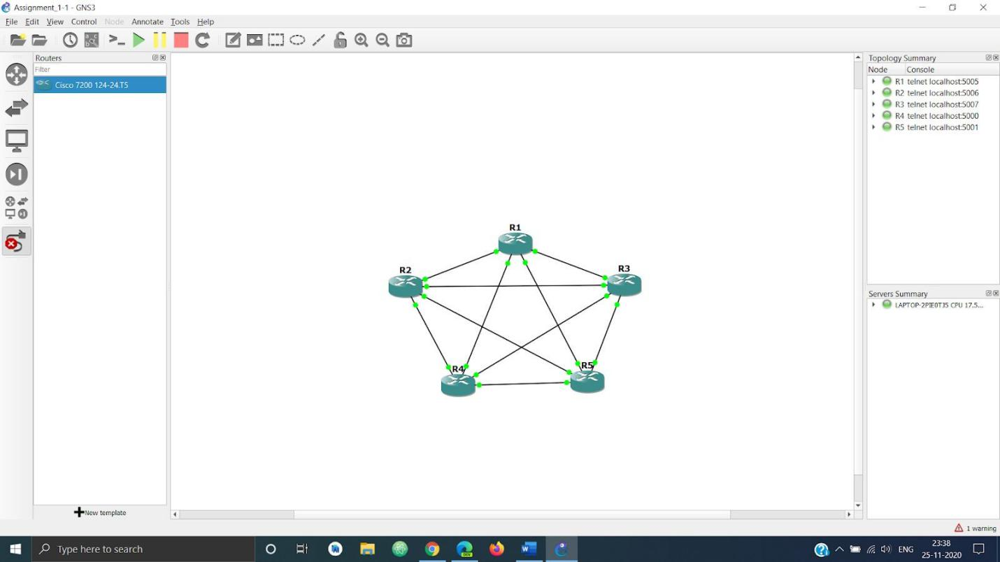 Assignment_1-1 - GNS3
File Edit View Control Node Annotate Tools Help
Routers
Filter
Cisco 7200 124-24.T5
New template
R1
R2
R3
R4
R5
Topology Summary
Node Console
R1 telnet localhost:5005
R2 telnet localhost:5006
R3 telnet localhost:5007
R4 telnet localhost:5000
R5 telnet localhost:5001
Servers Summary
LAPTOP-2PIE0TJ5 CPU 17.5...
1 warning
Type here to search
DEV
ENG
23:38
25-11-2020